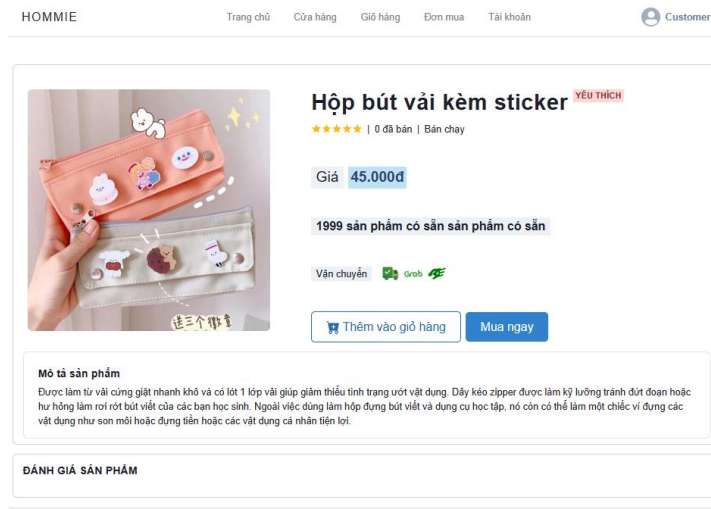 HOMMIE
Trang chủ Cửa hàng Giỏ hàng Đơn mua Tài khoản
Customer
Hộp bút vải kèm sticker YÊU THÍCH
| 0 đã bán | Bán chạy
Giá 45.000đ
1999 sản phẩm có sẵn sản phẩm có sẵn
Vận chuyển Grab
Thêm vào giỏ hàng Mua ngay
送三个徽章
Mô tả sản phẩm
Được làm từ vải cứng giặt nhanh khô và có lót 1 lớp vải giúp giảm thiểu tình trạng ướt vật dụng. Dây kéo zipper được làm kỹ lưỡng tránh đứt đoạn hoặc
hư hỏng làm rơi rớt bút viết của các bạn học sinh. Ngoài việc dùng làm hộp đựng bút viết và dụng cụ học tập, nó còn có thể làm một chiếc ví đựng các
vật dụng như son môi hoặc đựng tiền hoặc các vật dụng cá nhân tiện lợi.
ĐÁNH GIÁ SẢN PHẨM